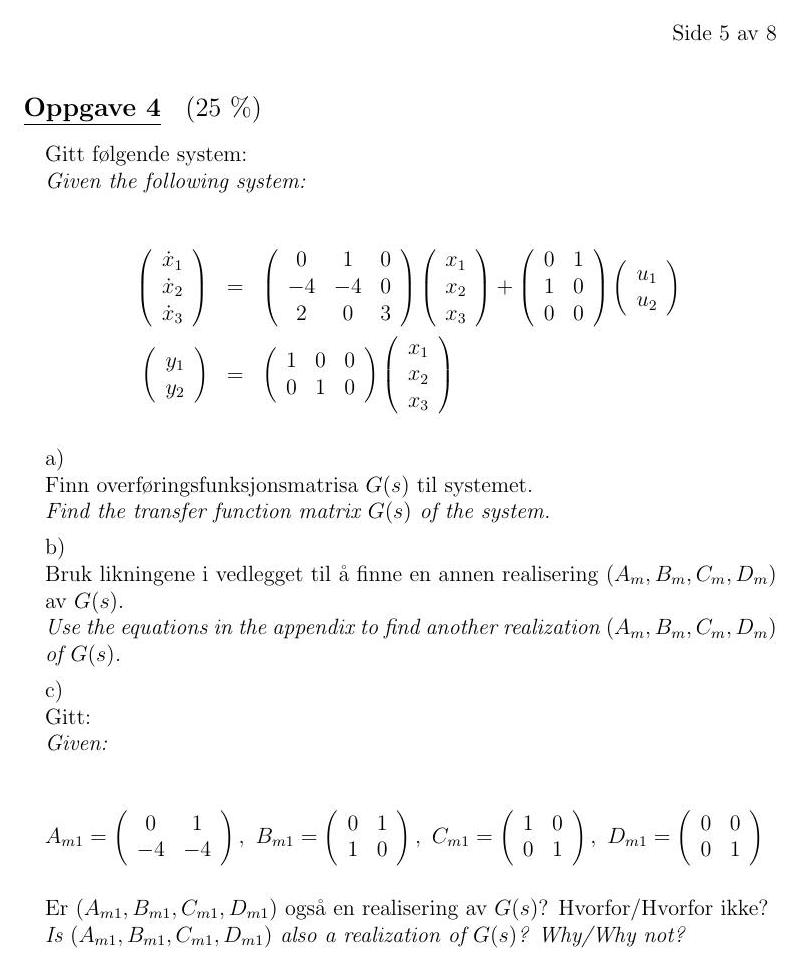 Side 5 av 8
Oppgave 4 (25 %)
Gitt følgende system:
Given the following system:
( ẋ₁ ; ẋ₂ ; ẋ₃ ) = ( 0 1 0 ; −4 −4 0 ; 2 0 3 ) ( x₁ ; x₂ ; x₃ ) + ( 0 1 ; 1 0 ; 0 0 ) ( u₁ ; u₂ )
( y₁ ; y₂ ) = ( 1 0 0 ; 0 1 0 ) ( x₁ ; x₂ ; x₃ )
a)
Finn overføringsfunksjonsmatrisa G(s) til systemet.
Find the transfer function matrix G(s) of the system.
b)
Bruk likningene i vedlegget til å finne en annen realisering (Aₘ, Bₘ, Cₘ, Dₘ)
av G(s).
Use the equations in the appendix to find another realization (Aₘ, Bₘ, Cₘ, Dₘ)
of G(s).
c)
Gitt:
Given:
Aₘ₁ = ( 0 1 ; −4 −4 ), Bₘ₁ = ( 0 1 ; 1 0 ), Cₘ₁ = ( 1 0 ; 0 1 ), Dₘ₁ = ( 0 0 ; 0 1 )
Er (Aₘ₁, Bₘ₁, Cₘ₁, Dₘ₁) også en realisering av G(s)? Hvorfor/Hvorfor ikke?
Is (Aₘ₁, Bₘ₁, Cₘ₁, Dₘ₁) also a realization of G(s)? Why/Why not?